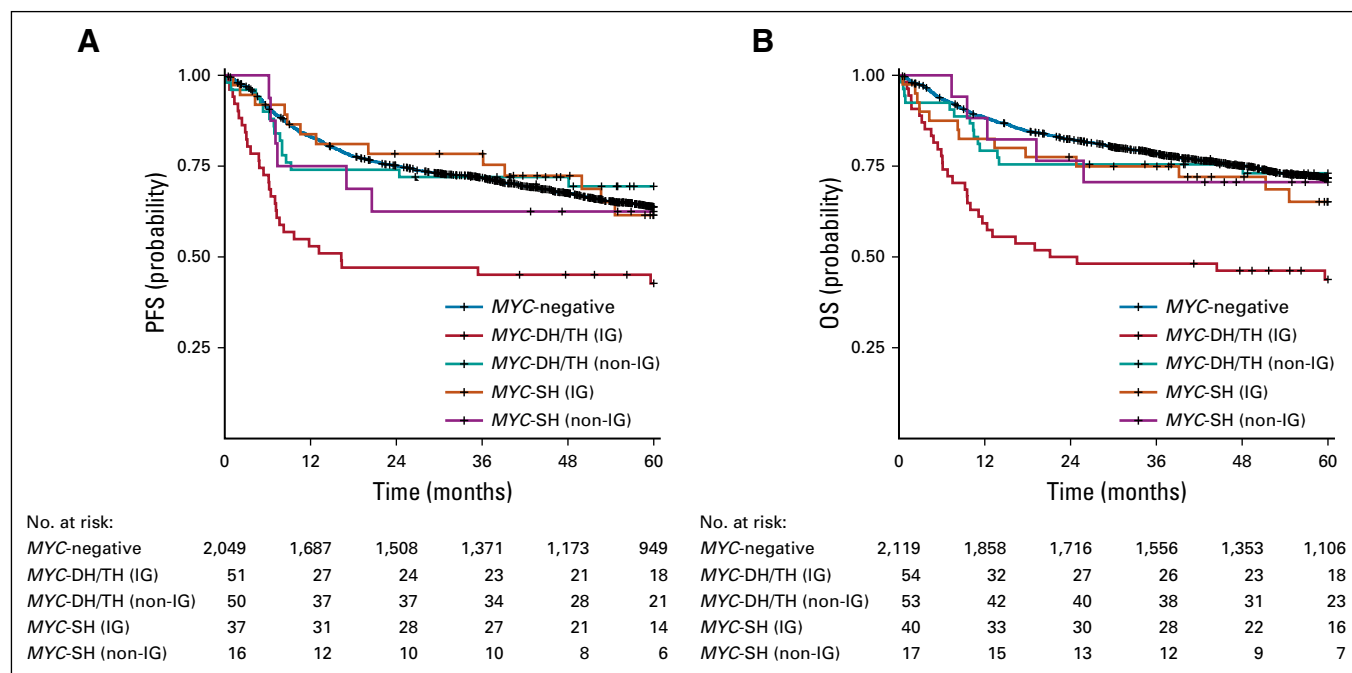 A
1.00
0.75
0.50
0.25
PFS (probability)
MYC-negative
MYC-DH/TH (IG)
MYC-DH/TH (non-IG)
MYC-SH (IG)
MYC-SH (non-IG)
0 12 24 36 48 60
Time (months)
No. at risk:
MYC-negative 2,049 1,687 1,508 1,371 1,173 949
MYC-DH/TH (IG) 51 27 24 23 21 18
MYC-DH/TH (non-IG) 50 37 37 34 28 21
MYC-SH (IG) 37 31 28 27 21 14
MYC-SH (non-IG) 16 12 10 10 8 6
B
1.00
0.75
0.50
0.25
OS (probability)
MYC-negative
MYC-DH/TH (IG)
MYC-DH/TH (non-IG)
MYC-SH (IG)
MYC-SH (non-IG)
0 12 24 36 48 60
Time (months)
No. at risk:
MYC-negative 2,119 1,858 1,716 1,556 1,353 1,106
MYC-DH/TH (IG) 54 32 27 26 23 18
MYC-DH/TH (non-IG) 53 42 40 38 31 23
MYC-SH (IG) 40 33 30 28 22 16
MYC-SH (non-IG) 17 15 13 12 9 7